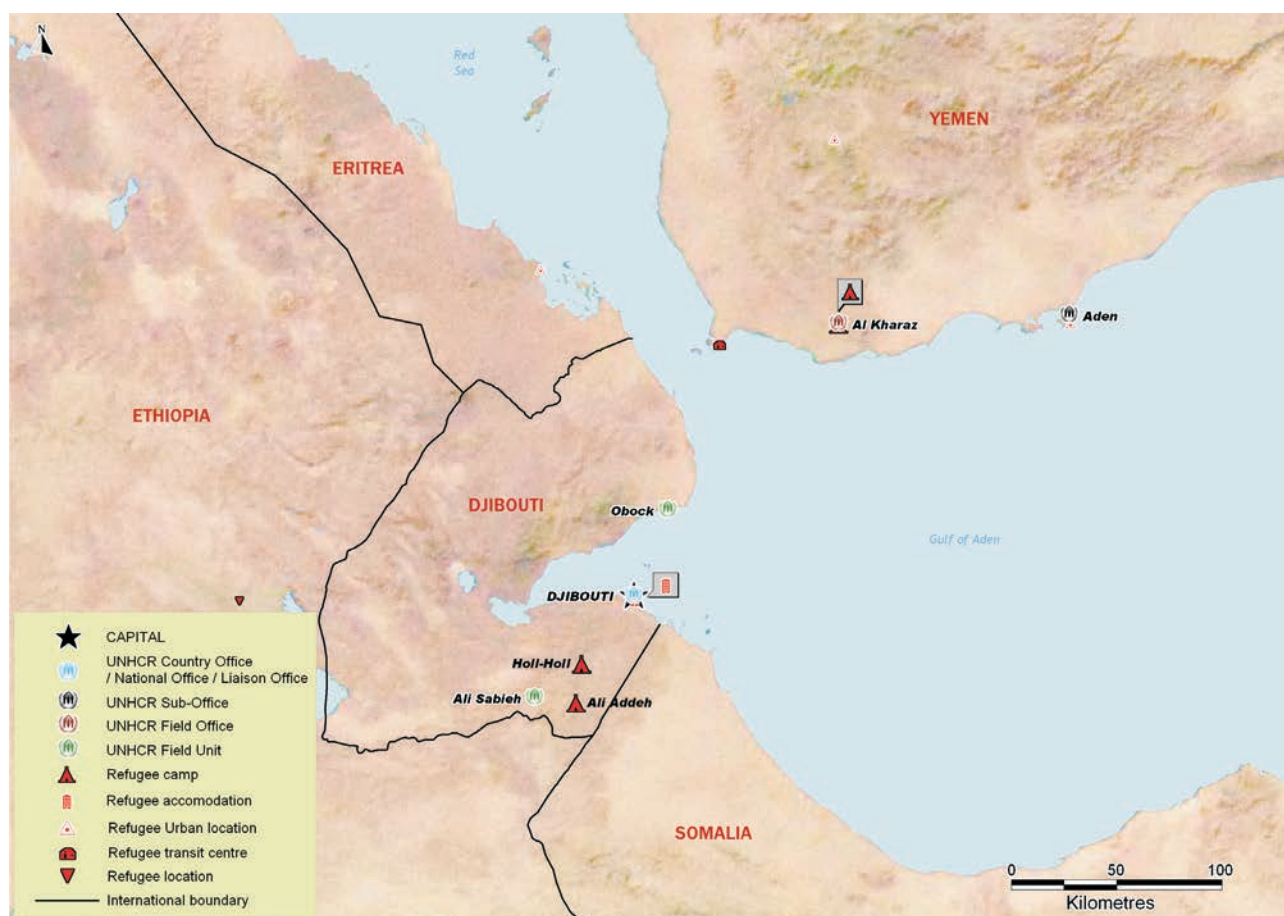 N
Red
Sea
YEMEN
ERITREA
Al Kharaz
Aden
ETHIOPIA
DJIBOUTI
Obock
Gulf of Aden
DJIBOUTI
Holl-Holl
Ali Sabieh
Ali Addeh
SOMALIA
CAPITAL
UNHCR Country Office
/ National Office / Liaison Office
UNHCR Sub-Office
UNHCR Field Office
UNHCR Field Unit
Refugee camp
Refugee accomodation
Refugee Urban location
Refugee transit centre
Refugee location
International boundary
0 50 100
Kilometres